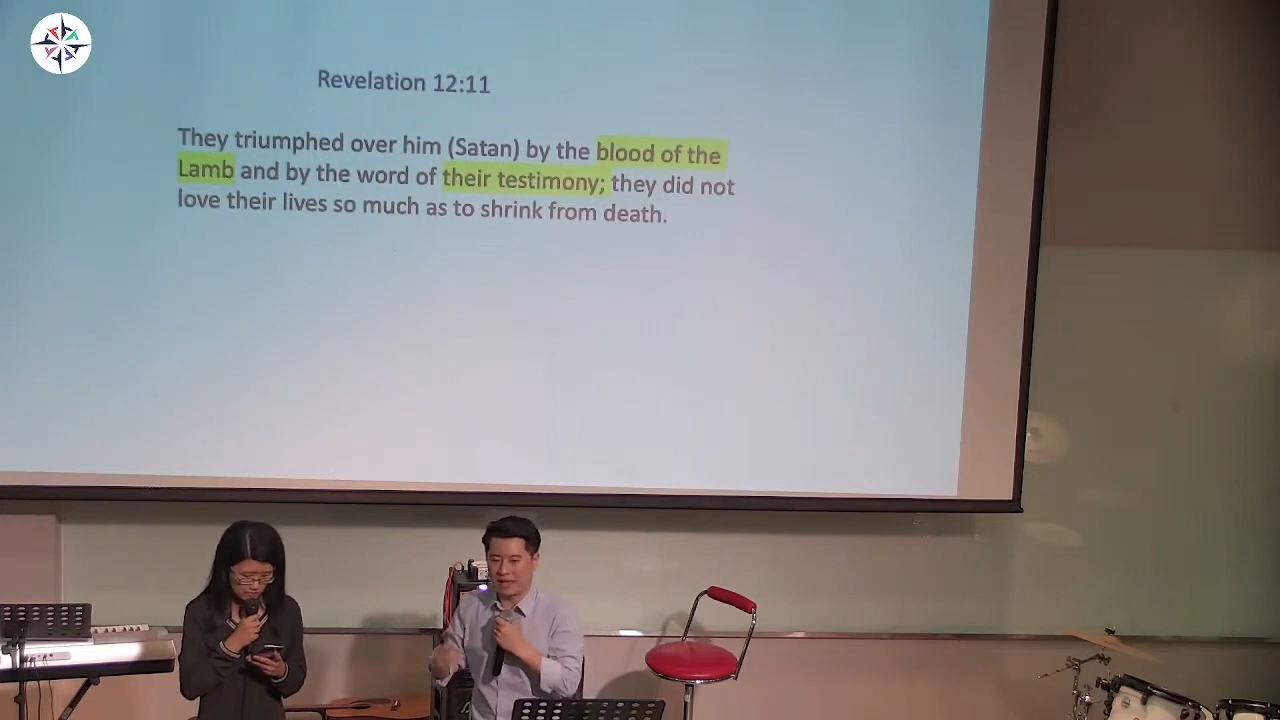 Revelation 12:11
They triumphed over him (Satan) by the blood of the
Lamb and by the word of their testimony; they did not
love their lives so much as to shrink from death.